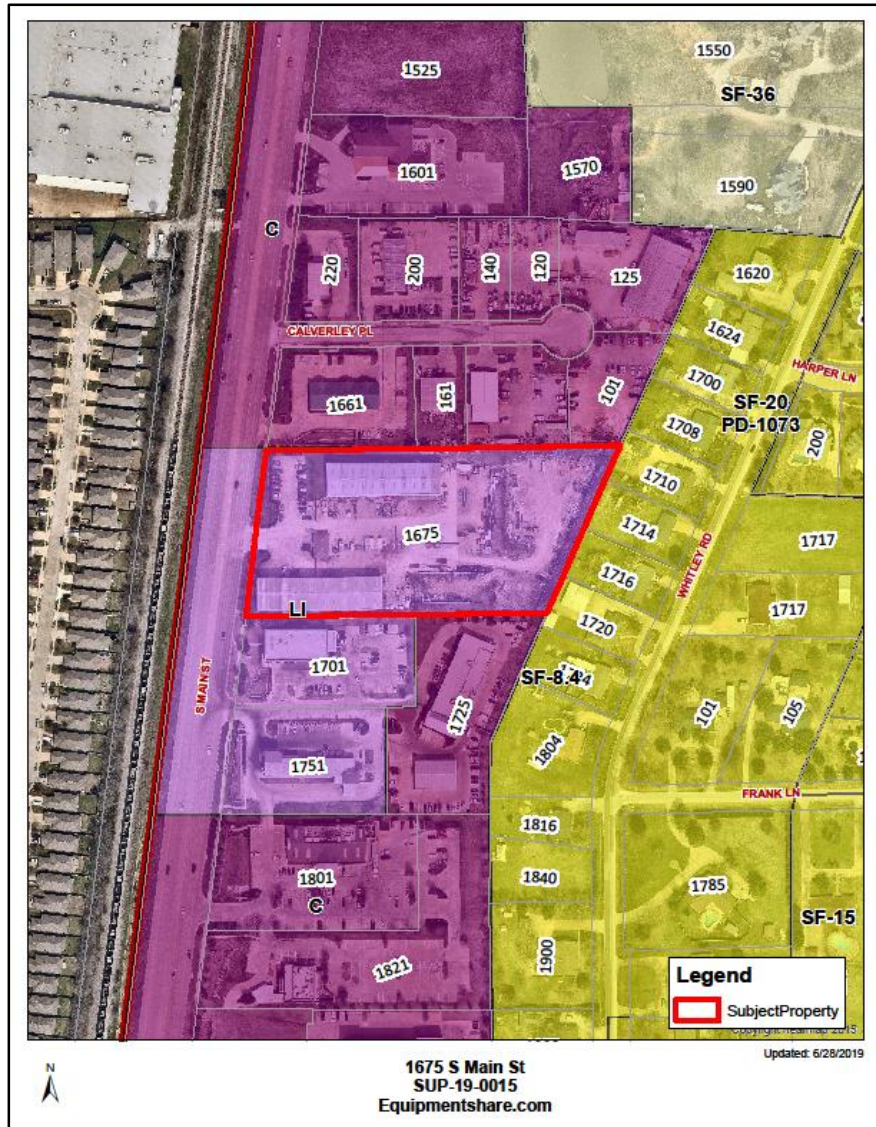 1550
SF-36
1525
1601
1570
1590
C
220
200
140
120
125
1620
CALVERLEY PL
1624
HARPER LN
1700
1661
161
101
SF-20
PD-1073
1708
200
1710
1675
1714
1717
WHITLEY RD
1716
1717
LI
1720
1701
SF-8.4
S MAIN ST
1725
101
105
1804
1751
FRANK LN
1816
1801
1840
1785
C
SF-15
1821
1900
Legend
SubjectProperty
Updated: 6/28/2019
N
1675 S Main St
SUP-19-0015
Equipmentshare.com